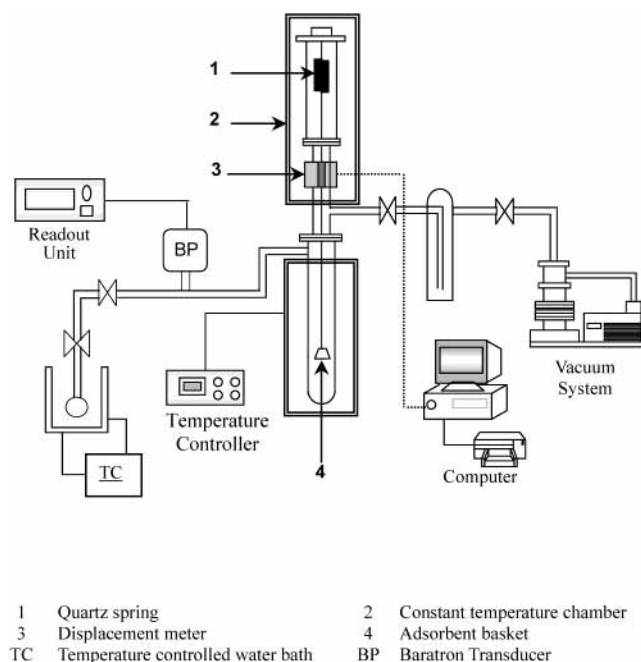 1
2
3
Readout
Unit
BP
Temperature
Controller
TC
4
Vacuum
System
Computer
1 Quartz spring 2 Constant temperature chamber
3 Displacement meter 4 Adsorbent basket
TC Temperature controlled water bath BP Baratron Transducer